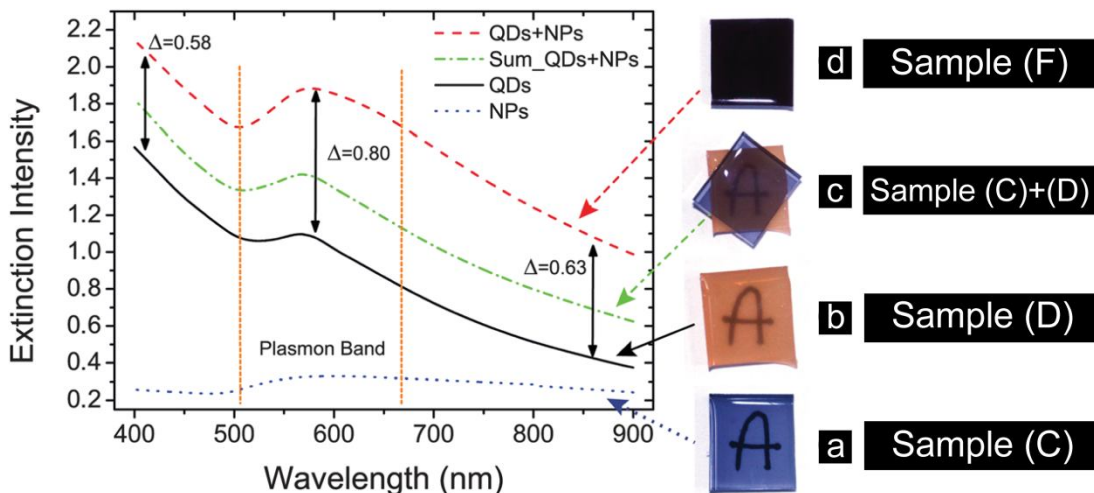 2.2
2.0
1.8
1.6
1.4
1.2
1.0
0.8
0.6
0.4
0.2
Extinction Intensity
400
500
600
700
800
900
Wavelength (nm)
Δ=0.58
Δ=0.80
Δ=0.63
Plasmon Band
QDs+NPs
Sum_QDs+NPs
QDs
NPs
d Sample (F)
A
c Sample (C)+(D)
A
b Sample (D)
A
a Sample (C)